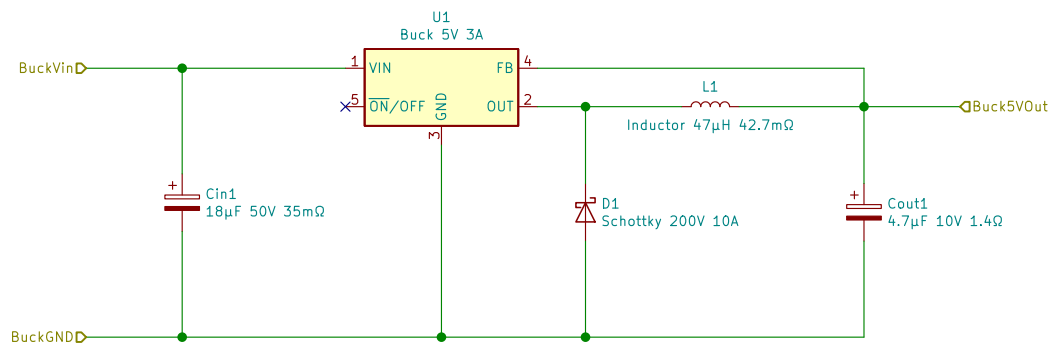 U1
Buck 5V 3A
BuckVin
1
VIN
FB
4
5
ON/OFF
GND
OUT
2
3
L1
Inductor 47µH 42.7mΩ
Buck5VOut
+
Cin1
18µF 50V 35mΩ
D1
Schottky 200V 10A
+
Cout1
4.7µF 10V 1.4Ω
BuckGND